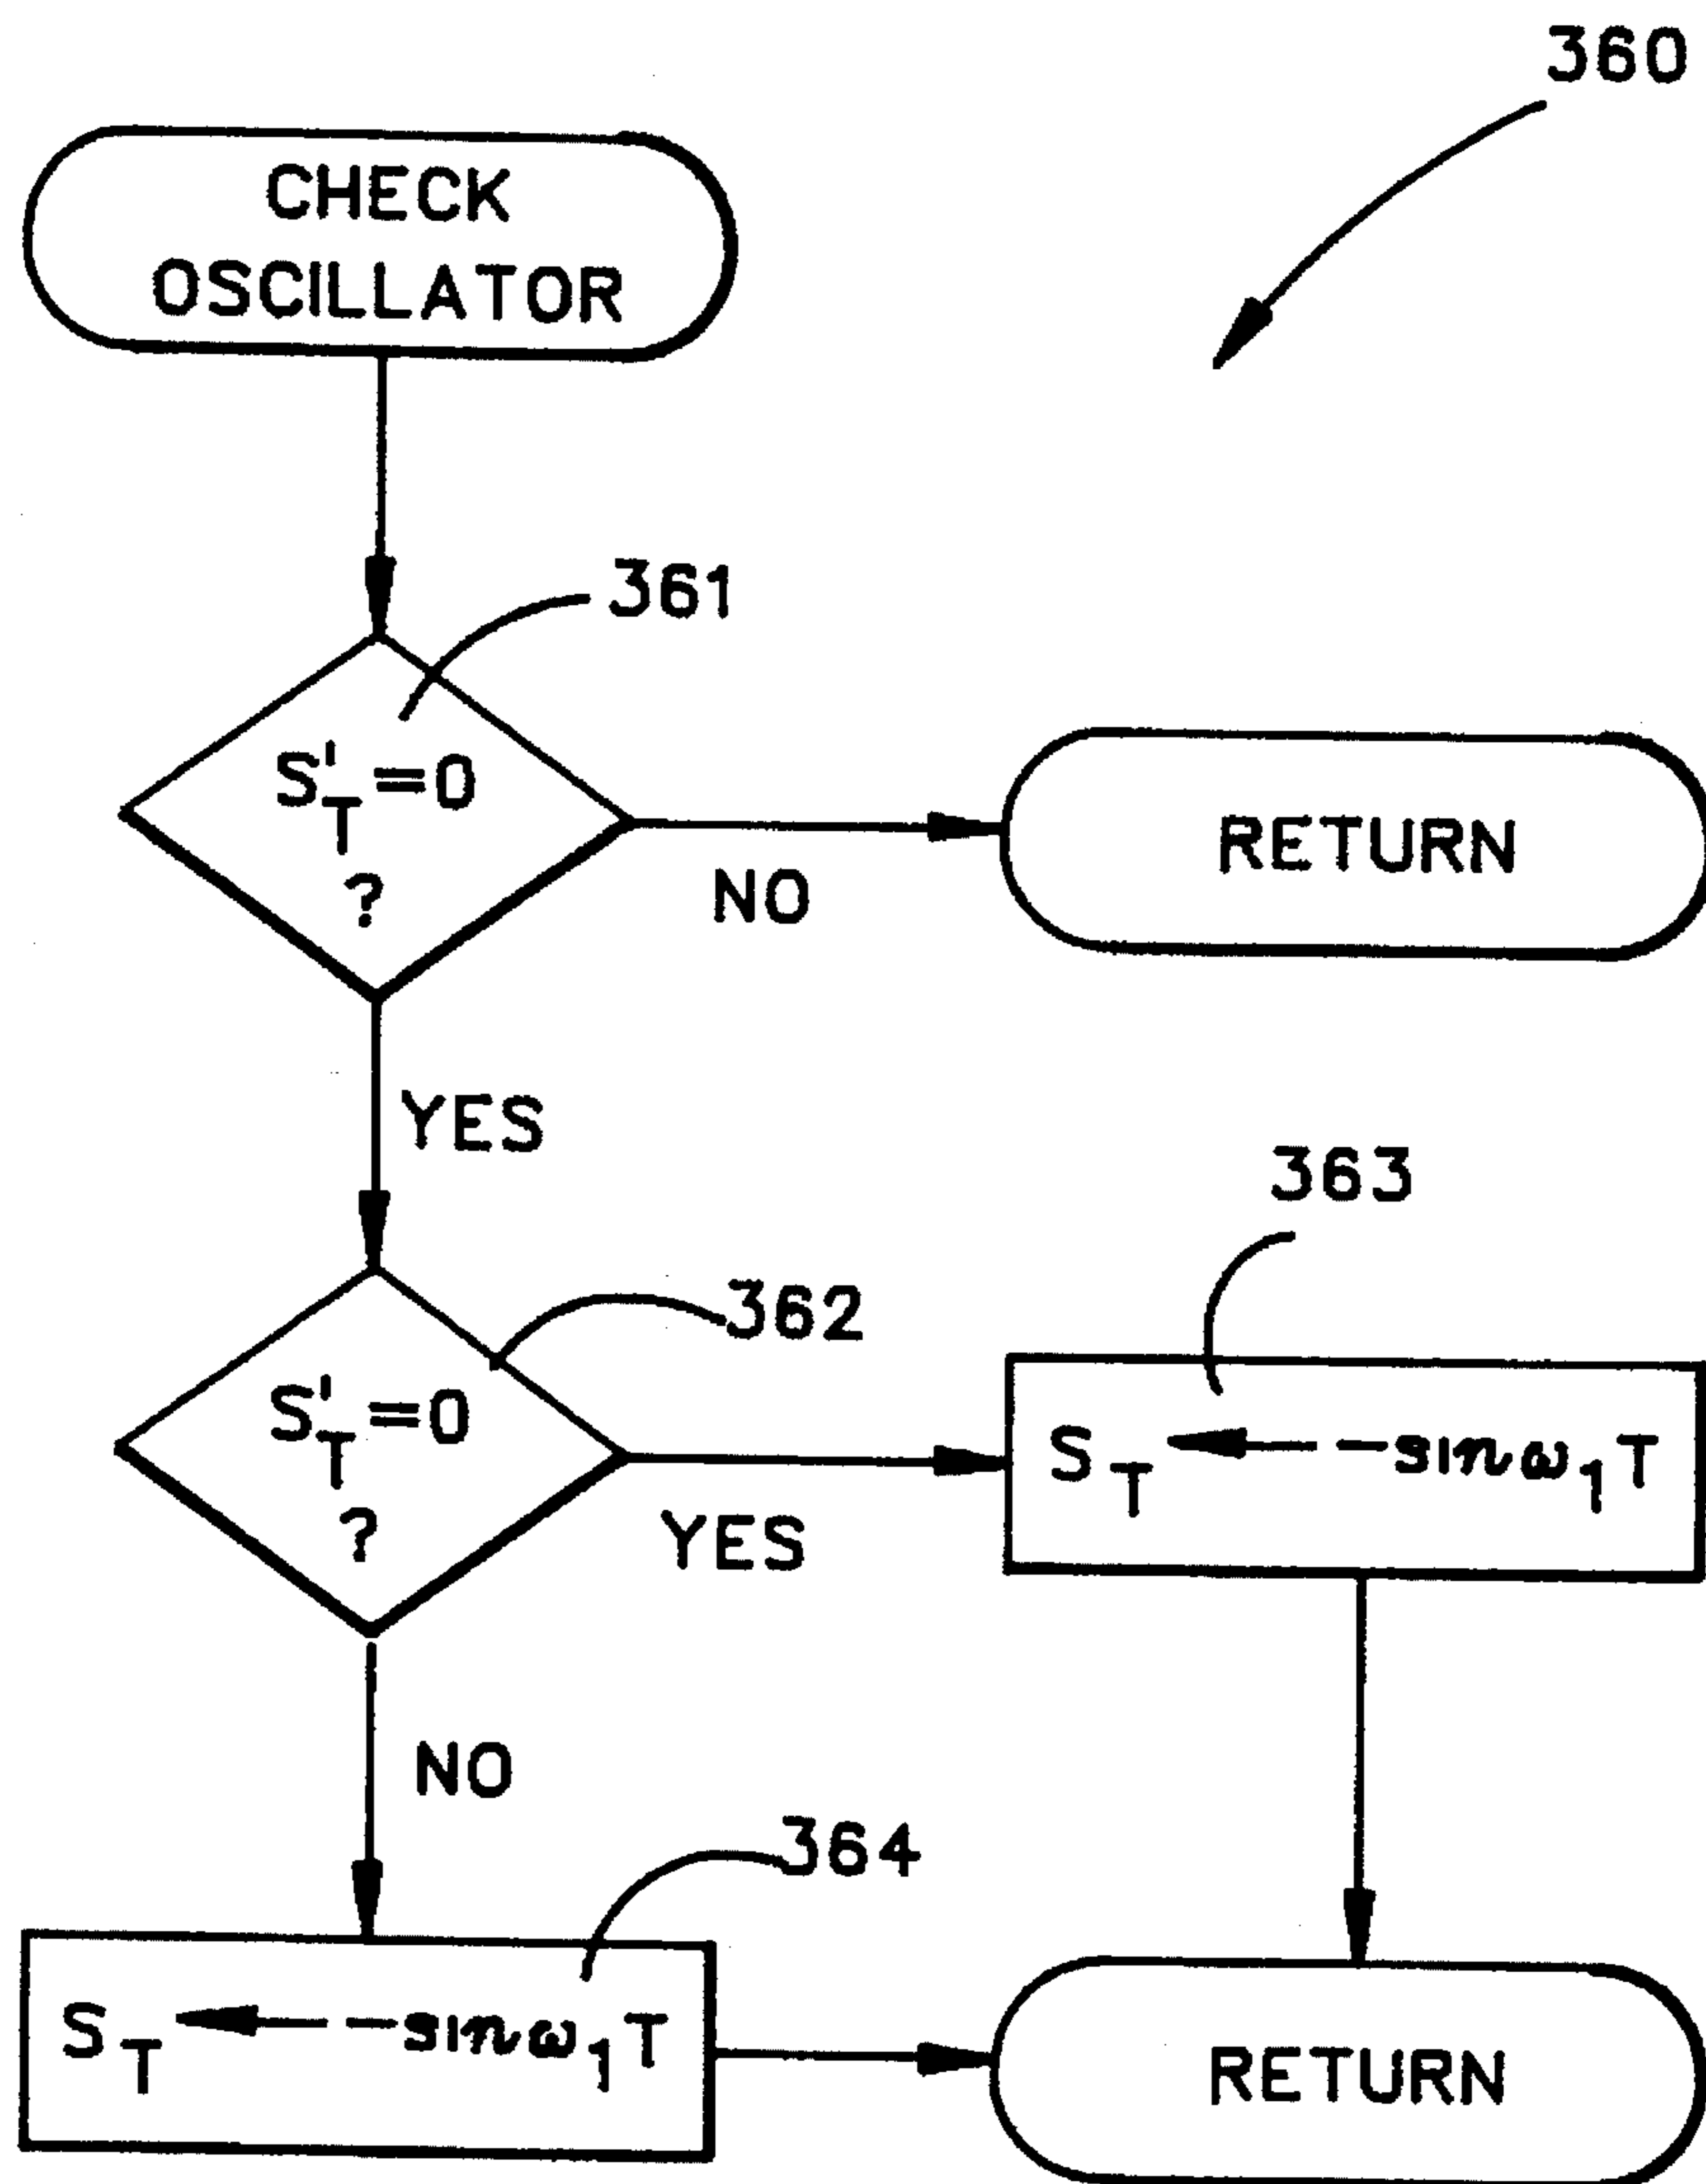 360
CHECK
OSCILLATOR
361
S'T=0
?
NO
RETURN
YES
362
S'T=0
?
YES
363
ST ← -sinω1T
NO
364
ST ← -sinω1T
RETURN